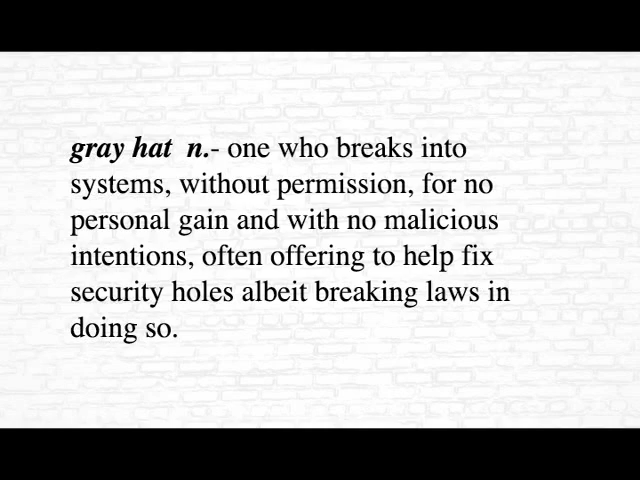 gray hat n.- one who breaks into
systems, without permission, for no
personal gain and with no malicious
intentions, often offering to help fix
security holes albeit breaking laws in
doing so.